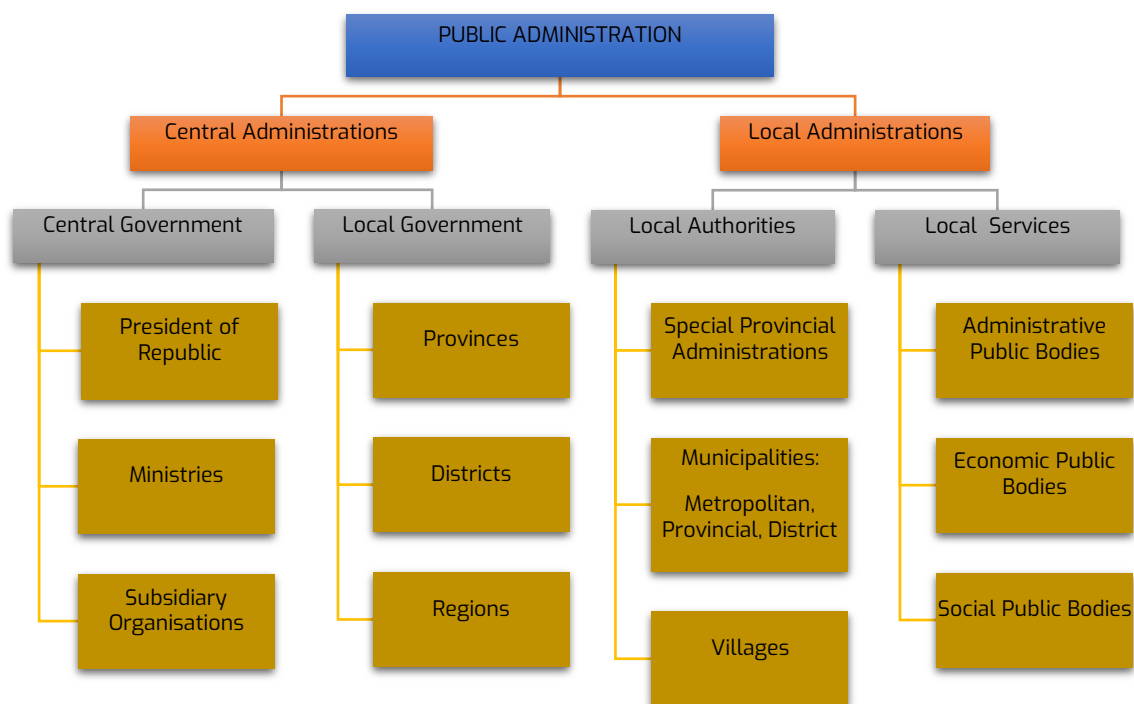 PUBLIC ADMINISTRATION
Central Administrations
Local Administrations
Central Government
Local Government
Local Authorities
Local Services
President of
Republic
Provinces
Special Provincial
Administrations
Administrative
Public Bodies
Ministries
Districts
Municipalities:
Metropolitan,
Provincial, District
Economic Public
Bodies
Subsidiary
Organisations
Regions
Villages
Social Public Bodies